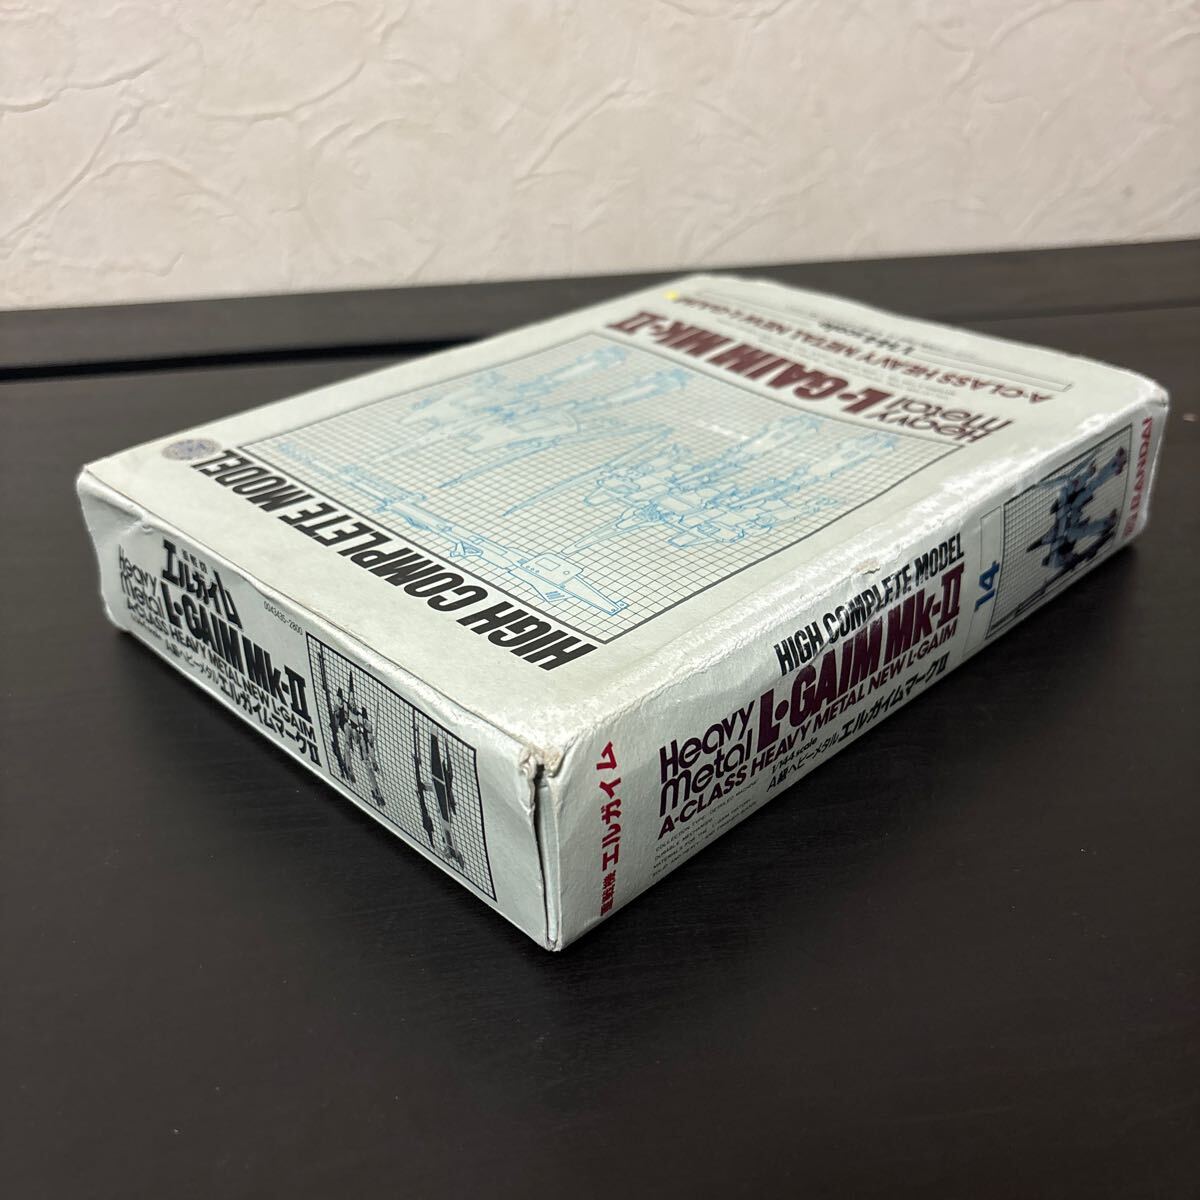 HIGH COMPLETE MODEL
Heavy
metal
L·GAIM MK-II
A·CLASS HEAVY METAL NEW L·GAIM
重戦機
エルガイム
0043435-2800
Heavy
metal
L·GAIM MK-II
A-CLASS HEAVY METAL NEW L·GAIM
A級ヘビーメタル エルガイムマークII
重戦機 エルガイム
HIGH COMPLETE MODEL
14
BANDAI
Heavy
metal
L·GAIM MK-II
A-CLASS HEAVY METAL NEW L·GAIM
1/144 scale
A級ヘビーメタル エルガイムマークII